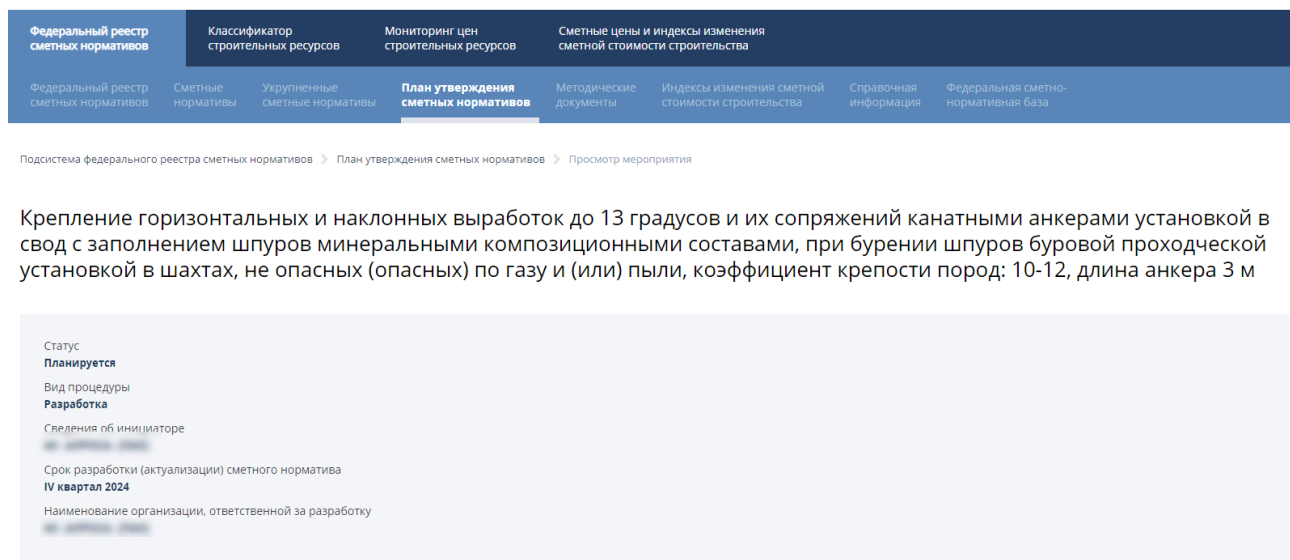 Федеральный реестр
сметных нормативов
Классификатор
строительных ресурсов
Мониторинг цен
строительных ресурсов
Сметные цены и индексы изменения
сметной стоимости строительства
Федеральный реестр
сметных нормативов
Сметные
нормативы
Укрупненные
сметные нормативы
План утверждения
сметных нормативов
Методические
документы
Индексы изменения сметной
стоимости строительства
Справочная
информация
Федеральная сметно-
нормативная база
Подсистема федерального реестра сметных нормативов > План утверждения сметных нормативов > Просмотр мероприятия
Крепление горизонтальных и наклонных выработок до 13 градусов и их сопряжений канатными анкерами установкой в
свод с заполнением шпуров минеральными композиционными составами, при бурении шпуров буровой проходческой
установкой в шахтах, не опасных (опасных) по газу и (или) пыли, коэффициент крепости пород: 10-12, длина анкера 3 м
Статус
Планируется
Вид процедуры
Разработка
Сведения об инициаторе
Срок разработки (актуализации) сметного норматива
IV квартал 2024
Наименование организации, ответственной за разработку